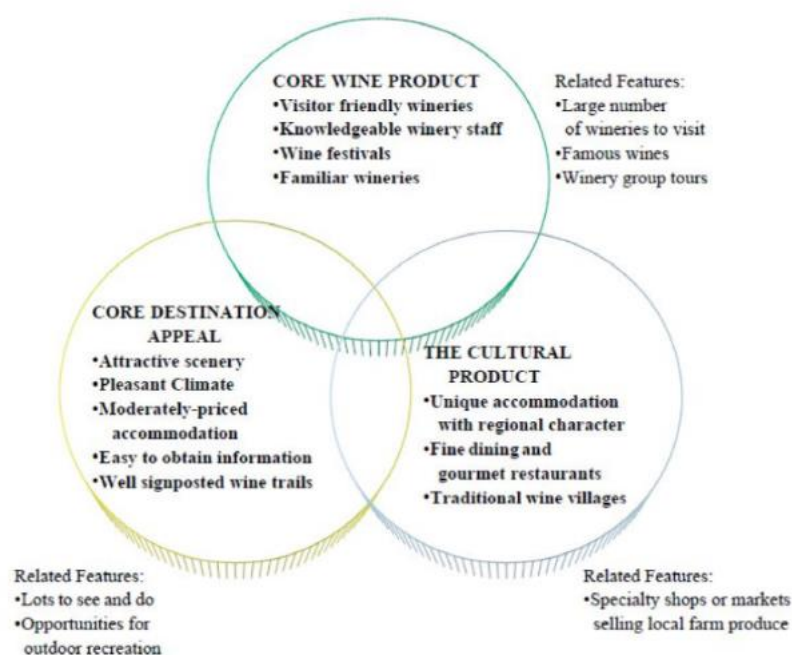 CORE WINE PRODUCT
•Visitor friendly wineries
•Knowledgeable winery staff
•Wine festivals
•Familiar wineries
Related Features:
•Large number
of wineries to visit
•Famous wines
•Winery group tours
CORE DESTINATION
APPEAL
•Attractive scenery
•Pleasant Climate
•Moderately-priced
accommodation
•Easy to obtain information
•Well signposted wine trails
THE CULTURAL
PRODUCT
•Unique accommodation
with regional character
•Fine dining and
gourmet restaurants
•Traditional wine villages
Related Features:
•Lots to see and do
•Opportunities for
outdoor recreation
Related Features:
•Specialty shops or markets
selling local farm produce